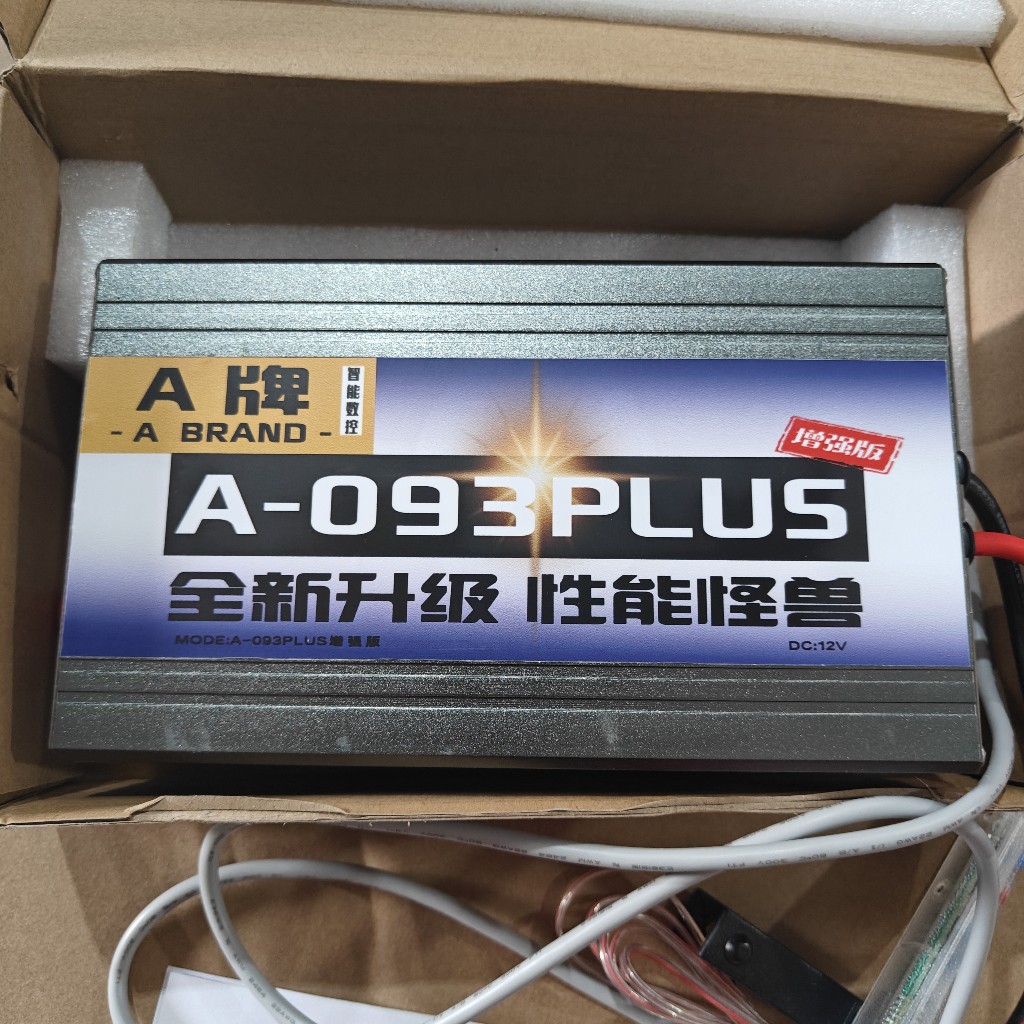 A 牌
- A BRAND -
智能数控
增强版
A-093PLUS
全新升级 性能怪兽
MODE:A-093PLUS增强版
DC:12V